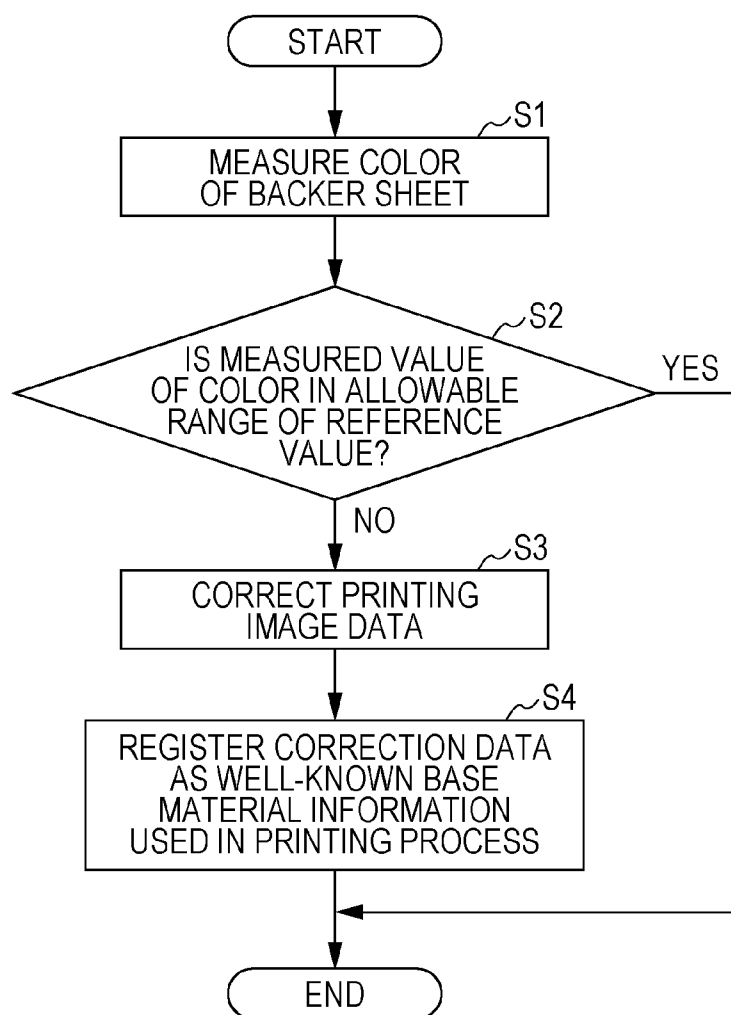 START
S1
MEASURE COLOR
OF BACKER SHEET
S2
IS MEASURED VALUE
OF COLOR IN ALLOWABLE
RANGE OF REFERENCE
VALUE?
YES
NO
S3
CORRECT PRINTING
IMAGE DATA
S4
REGISTER CORRECTION DATA
AS WELL-KNOWN BASE
MATERIAL INFORMATION
USED IN PRINTING PROCESS
END